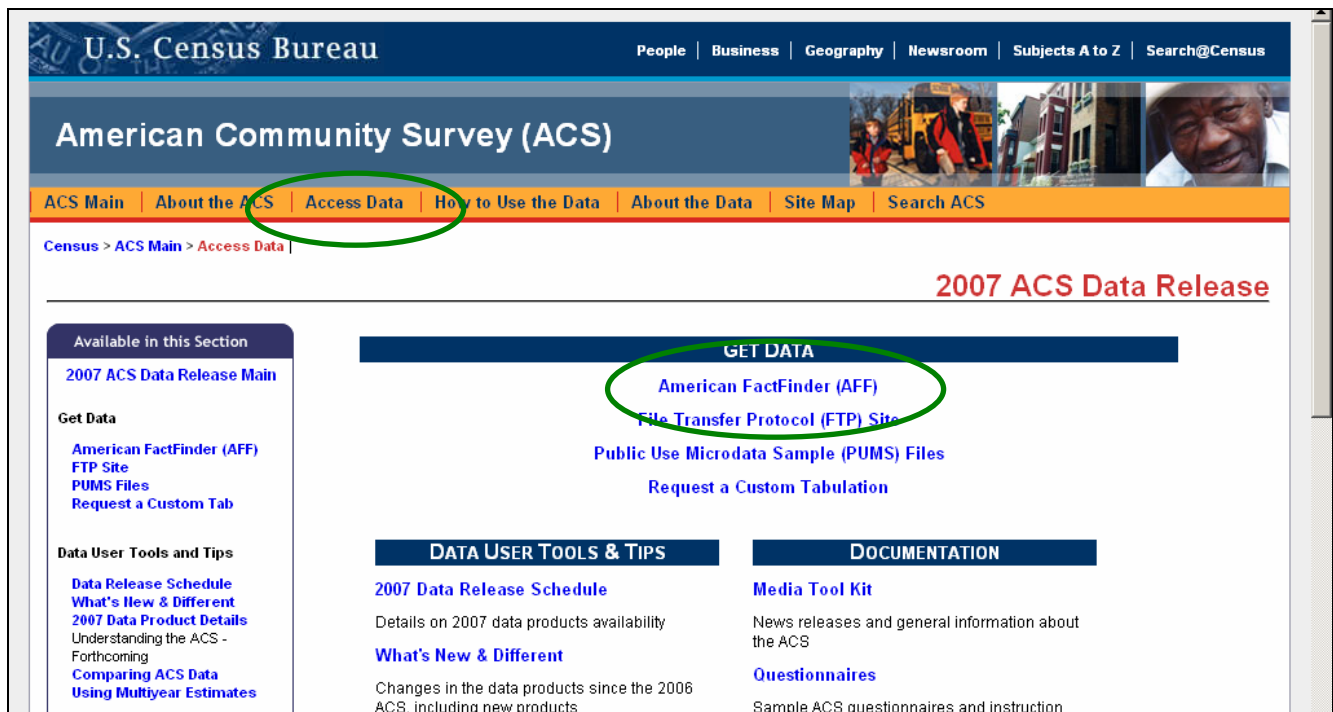 U.S. Census Bureau
People | Business | Geography | Newsroom | Subjects A to Z | Search@Census
American Community Survey (ACS)
ACS Main | About the ACS | Access Data | How to Use the Data | About the Data | Site Map | Search ACS
Census > ACS Main > Access Data |
2007 ACS Data Release
Available in this Section
2007 ACS Data Release Main
Get Data
American FactFinder (AFF)
FTP Site
PUMS Files
Request a Custom Tab
Data User Tools and Tips
Data Release Schedule
What's New & Different
2007 Data Product Details
Understanding the ACS -
Forthcoming
Comparing ACS Data
Using Multiyear Estimates
GET DATA
American FactFinder (AFF)
File Transfer Protocol (FTP) Site
Public Use Microdata Sample (PUMS) Files
Request a Custom Tabulation
DATA USER TOOLS & TIPS
2007 Data Release Schedule
Details on 2007 data products availability
What's New & Different
Changes in the data products since the 2006
ACS, including new products
DOCUMENTATION
Media Tool Kit
News releases and general information about
the ACS
Questionnaires
Sample ACS questionnaires and instruction